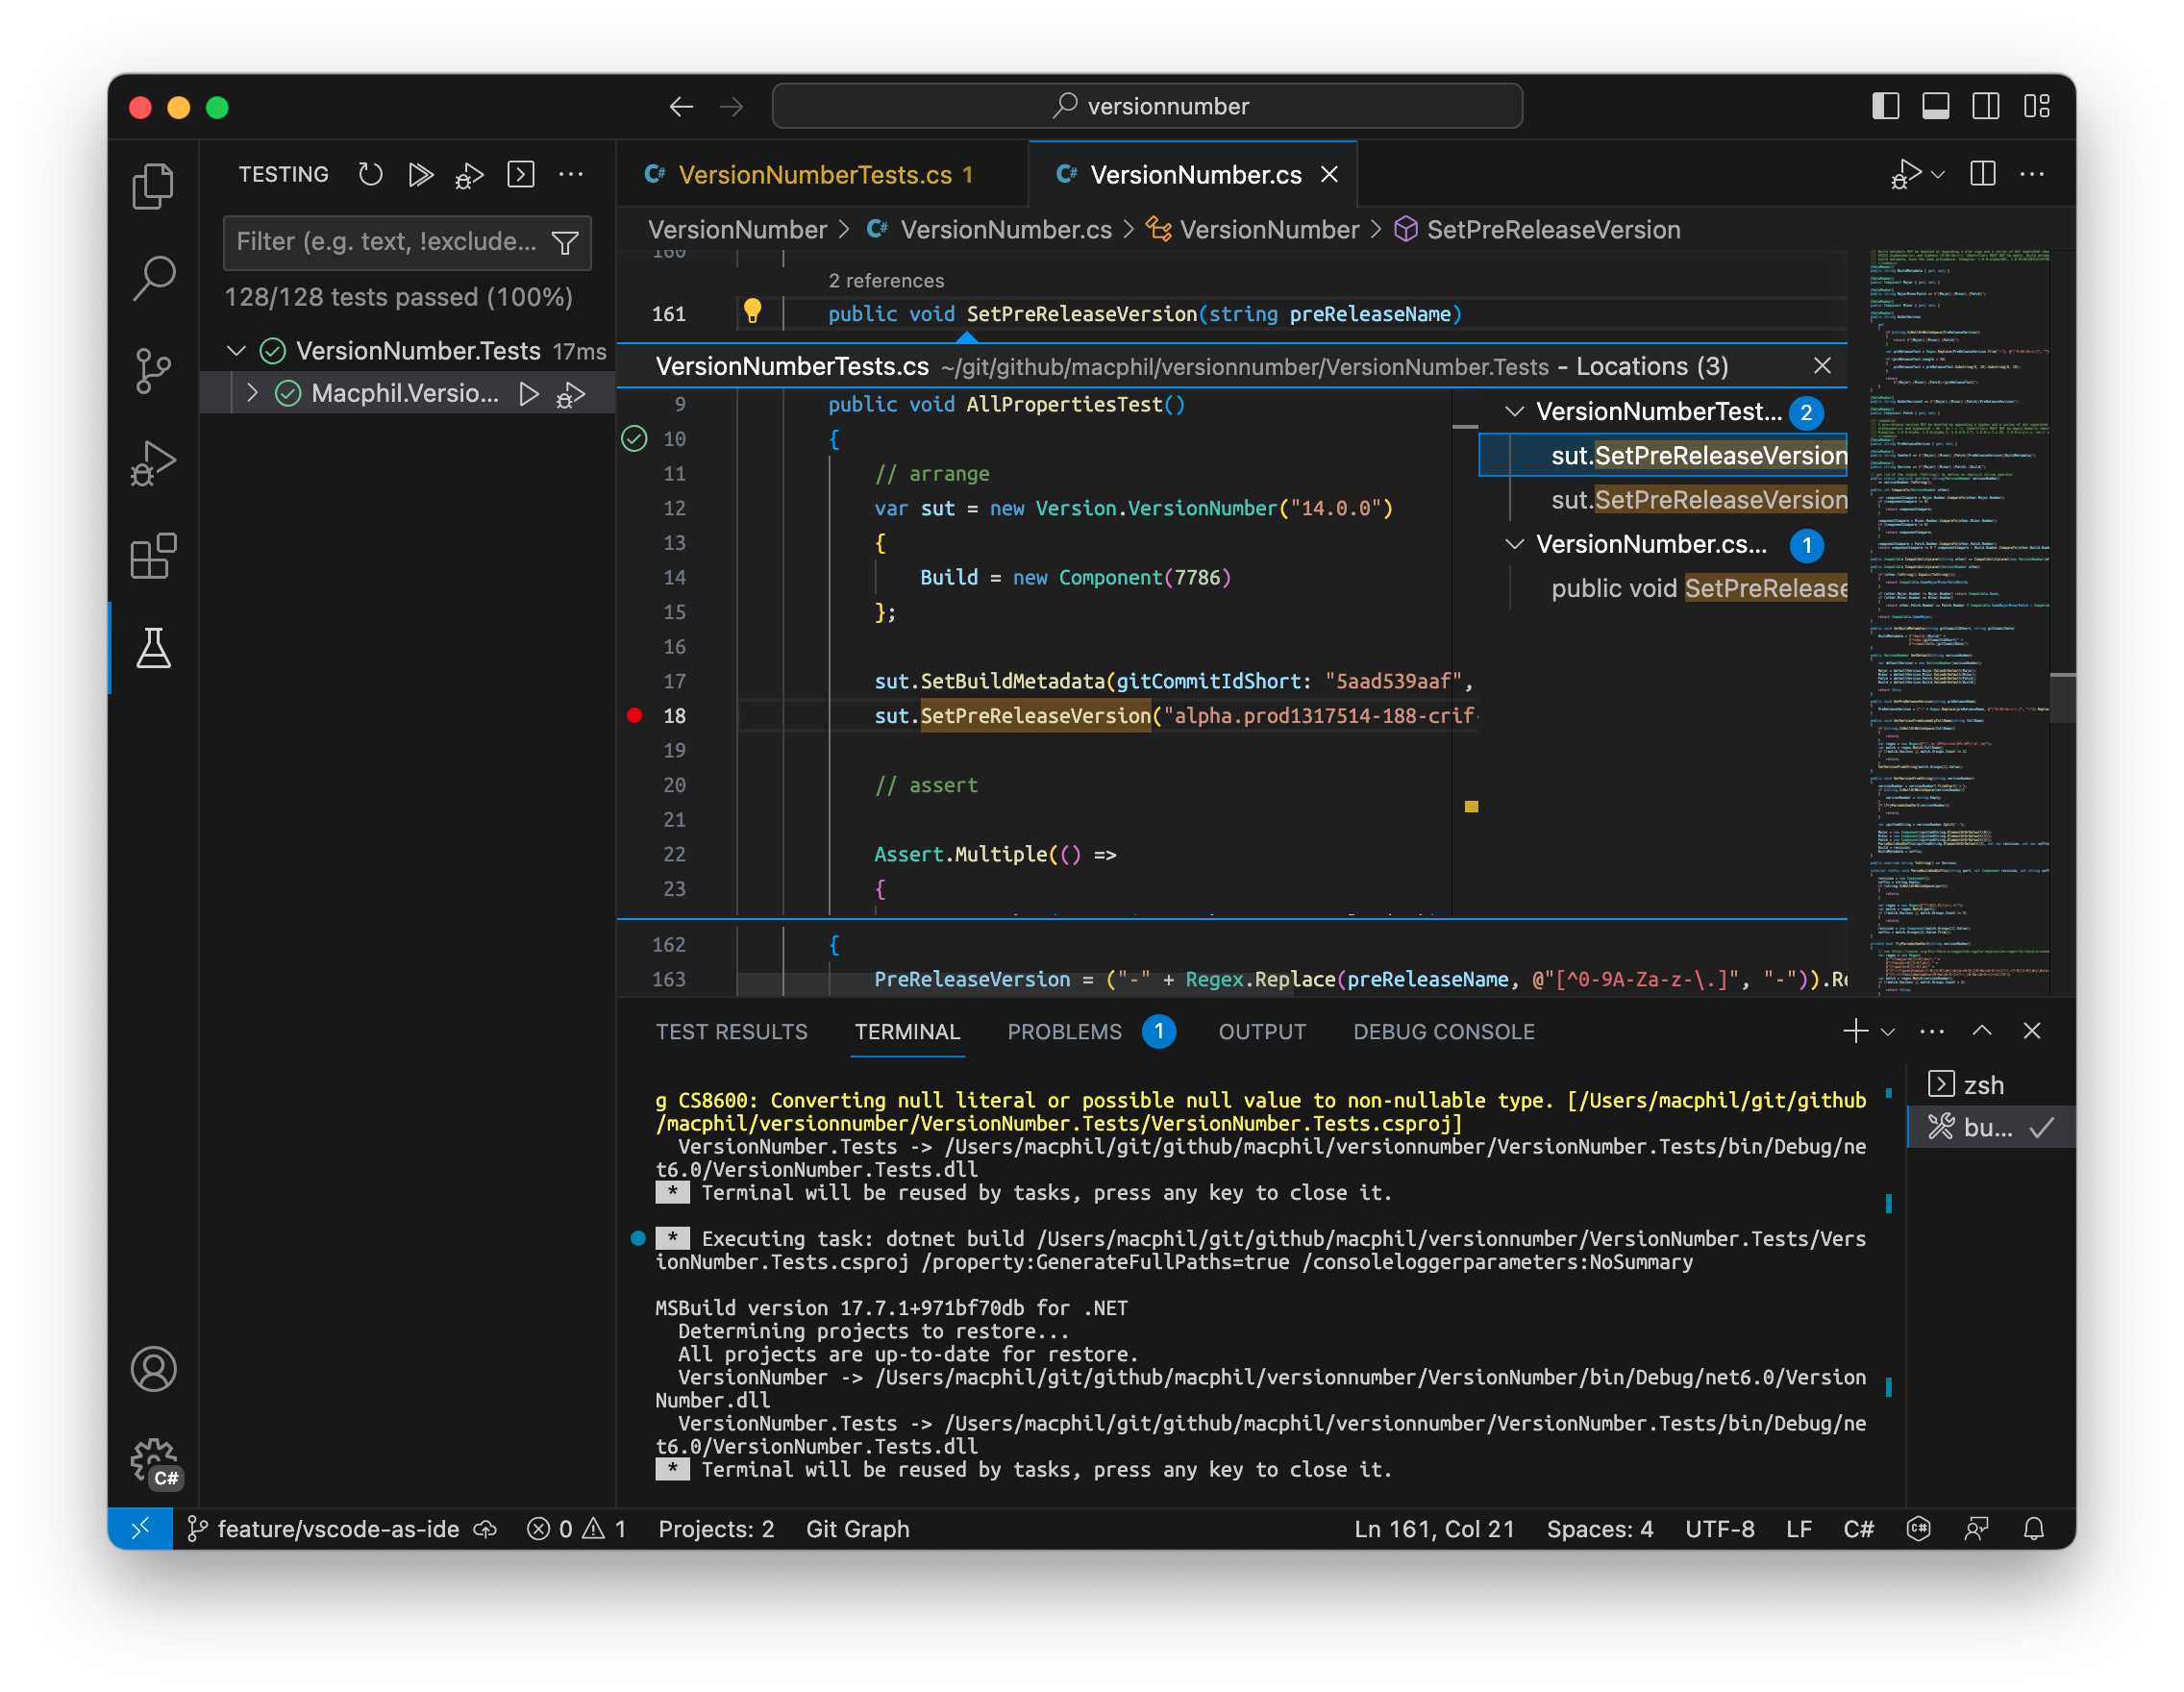 versionnumber
TESTING
Filter (e.g. text, !exclude...
128/128 tests passed (100%)
VersionNumber.Tests 17ms
Macphil.Versio...
VersionNumberTests.cs 1
VersionNumber.cs
VersionNumber > VersionNumber.cs > VersionNumber > SetPreReleaseVersion
160
2 references
161 public void SetPreReleaseVersion(string preReleaseName)
VersionNumberTests.cs ~/git/github/macphil/versionnumber/VersionNumber.Tests - Locations (3)
9 public void AllPropertiesTest()
10 {
11 // arrange
12 var sut = new Version.VersionNumber("14.0.0")
13 {
14 Build = new Component(7786)
15 };
16
17 sut.SetBuildMetadata(gitCommitIdShort: "5aad539aaf",
18 sut.SetPreReleaseVersion("alpha.prod1317514-188-crif-
19
20 // assert
21
22 Assert.Multiple(() =>
23 {
VersionNumberTest... 2
sut.SetPreReleaseVersion
sut.SetPreReleaseVersion
VersionNumber.cs... 1
public void SetPreRelease
162 {
163 PreReleaseVersion = ("-" + Regex.Replace(preReleaseName, @"[^0-9A-Za-z-\.]", "-")).Re
TEST RESULTS TERMINAL PROBLEMS 1 OUTPUT DEBUG CONSOLE
g CS8600: Converting null literal or possible null value to non-nullable type. [/Users/macphil/git/github
/macphil/versionnumber/VersionNumber.Tests/VersionNumber.Tests.csproj]
VersionNumber.Tests -> /Users/macphil/git/github/macphil/versionnumber/VersionNumber.Tests/bin/Debug/ne
t6.0/VersionNumber.Tests.dll
* Terminal will be reused by tasks, press any key to close it.
* Executing task: dotnet build /Users/macphil/git/github/macphil/versionnumber/VersionNumber.Tests/Vers
ionNumber.Tests.csproj /property:GenerateFullPaths=true /consoleloggerparameters:NoSummary
MSBuild version 17.7.1+971bf70db for .NET
Determining projects to restore...
All projects are up-to-date for restore.
VersionNumber -> /Users/macphil/git/github/macphil/versionnumber/VersionNumber/bin/Debug/net6.0/Version
Number.dll
VersionNumber.Tests -> /Users/macphil/git/github/macphil/versionnumber/VersionNumber.Tests/bin/Debug/ne
t6.0/VersionNumber.Tests.dll
* Terminal will be reused by tasks, press any key to close it.
zsh
bu...
C#
feature/vscode-as-ide 0 1 Projects: 2 Git Graph Ln 161, Col 21 Spaces: 4 UTF-8 LF C#